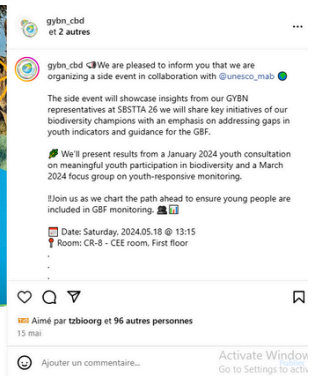 gybn_cbd
et 2 autres
gybn_cbd 📢We are pleased to inform you that we are
organizing a side event in collaboration with @unesco_mab 🌍
The side event will showcase insights from our GYBN
representatives at SBSTTA 26 we will share key initiatives of our
biodiversity champions with an emphasis on addressing gaps in
youth indicators and guidance for the GBF.
🌿 We'll present results from a January 2024 youth consultation
on meaningful youth participation in biodiversity and a March
2024 focus group on youth-responsive monitoring.
‼️Join us as we chart the path ahead to ensure young people are
included in GBF monitoring. 👥📊
📅 Date: Saturday, 2024.05.18 @ 13:15
📍 Room: CR-8 - CEE room, First floor
.
.
.
Aimé par tzbioorg et 96 autres personnes
15 mai
Ajouter un commentaire...
Activate Window
Go to Settings to activ